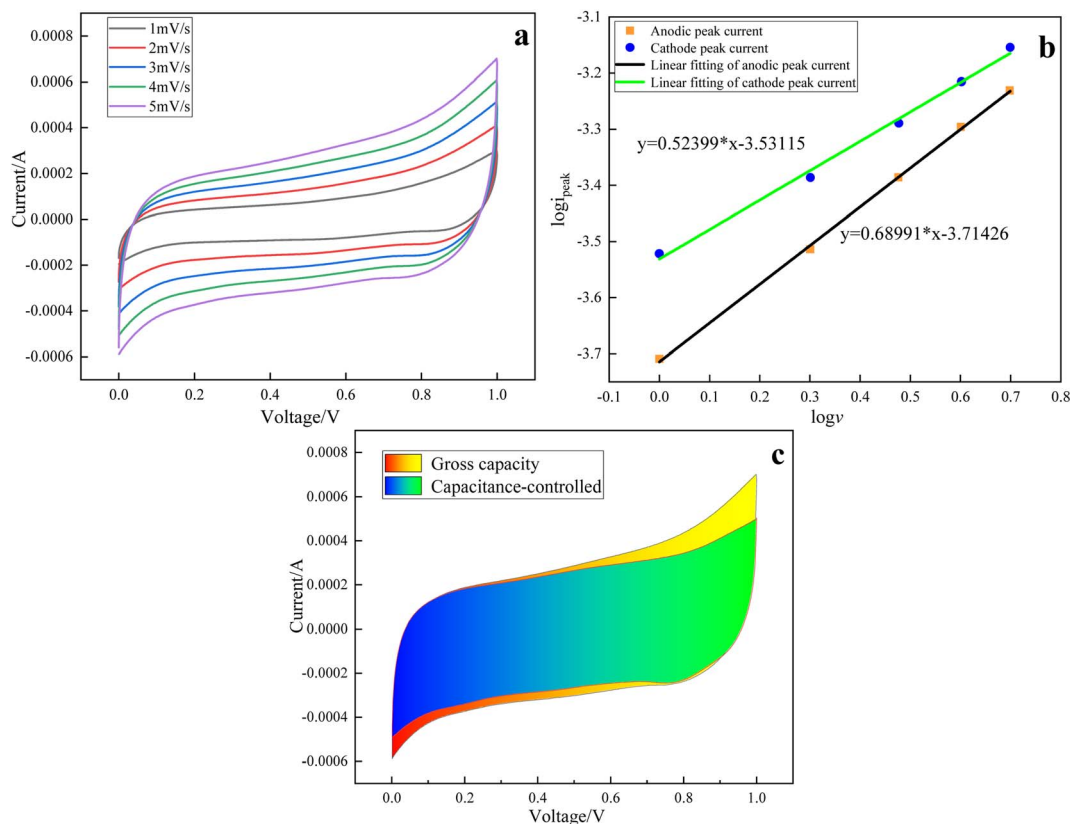 a
1mV/s
2mV/s
3mV/s
4mV/s
5mV/s
0.0008
0.0006
0.0004
0.0002
0.0000
-0.0002
-0.0004
-0.0006
Current/A
0.0
0.2
0.4
0.6
0.8
1.0
Voltage/V
b
Anodic peak current
Cathode peak current
Linear fitting of anodic peak current
Linear fitting of cathode peak current
y=0.52399*x-3.53115
y=0.68991*x-3.71426
-3.1
-3.2
-3.3
-3.4
-3.5
-3.6
-3.7
logi_peak
-0.1
0.0
0.1
0.2
0.3
0.4
0.5
0.6
0.7
0.8
logv
c
Gross capacity
Capacitance-controlled
0.0008
0.0006
0.0004
0.0002
0.0000
-0.0002
-0.0004
-0.0006
Current/A
0.0
0.2
0.4
0.6
0.8
1.0
Voltage/V